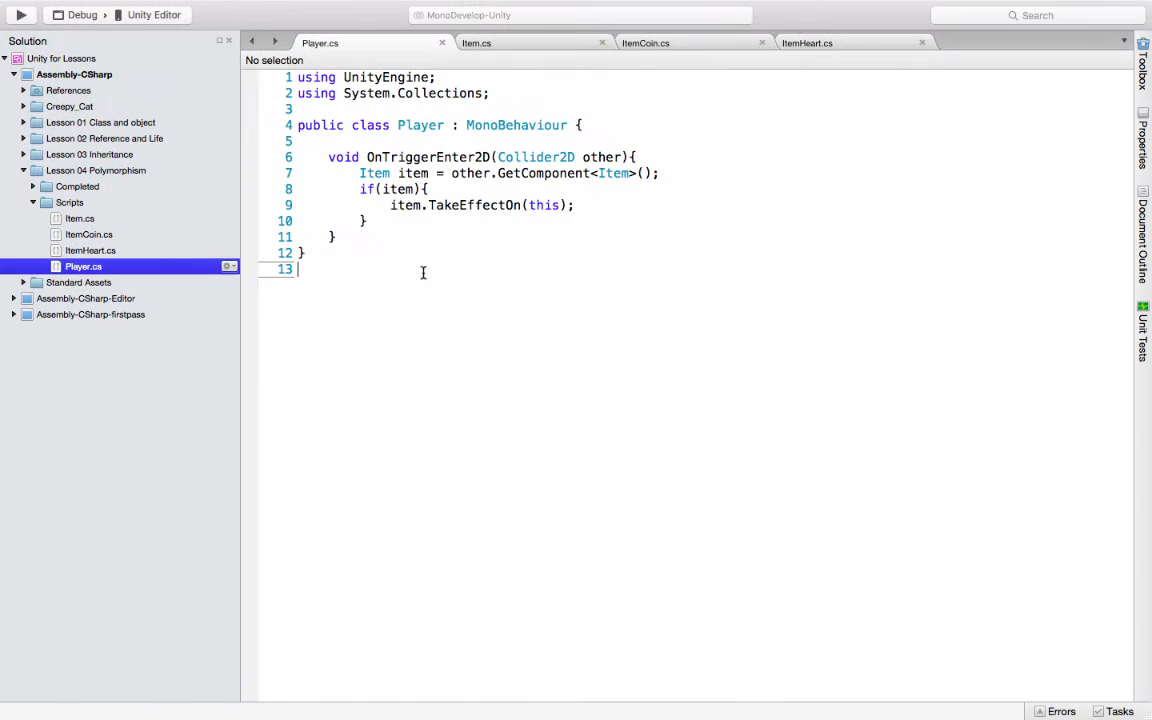 Debug › Unity Editor
MonoDevelop-Unity
Search
Solution
Unity for Lessons
Assembly-CSharp
References
Creepy_Cat
Lesson 01 Class and object
Lesson 02 Reference and Life
Lesson 03 Inheritance
Lesson 04 Polymorphism
Completed
Scripts
Item.cs
ItemCoin.cs
ItemHeart.cs
Player.cs
Standard Assets
Assembly-CSharp-Editor
Assembly-CSharp-firstpass
Player.cs Item.cs ItemCoin.cs ItemHeart.cs
No selection
1 using UnityEngine;
2 using System.Collections;
3
4 public class Player : MonoBehaviour {
5
6 void OnTriggerEnter2D(Collider2D other){
7 Item item = other.GetComponent<Item>();
8 if(item){
9 item.TakeEffectOn(this);
10 }
11 }
12 }
13
Toolbox
Properties
Document Outline
Unit Tests
Errors Tasks